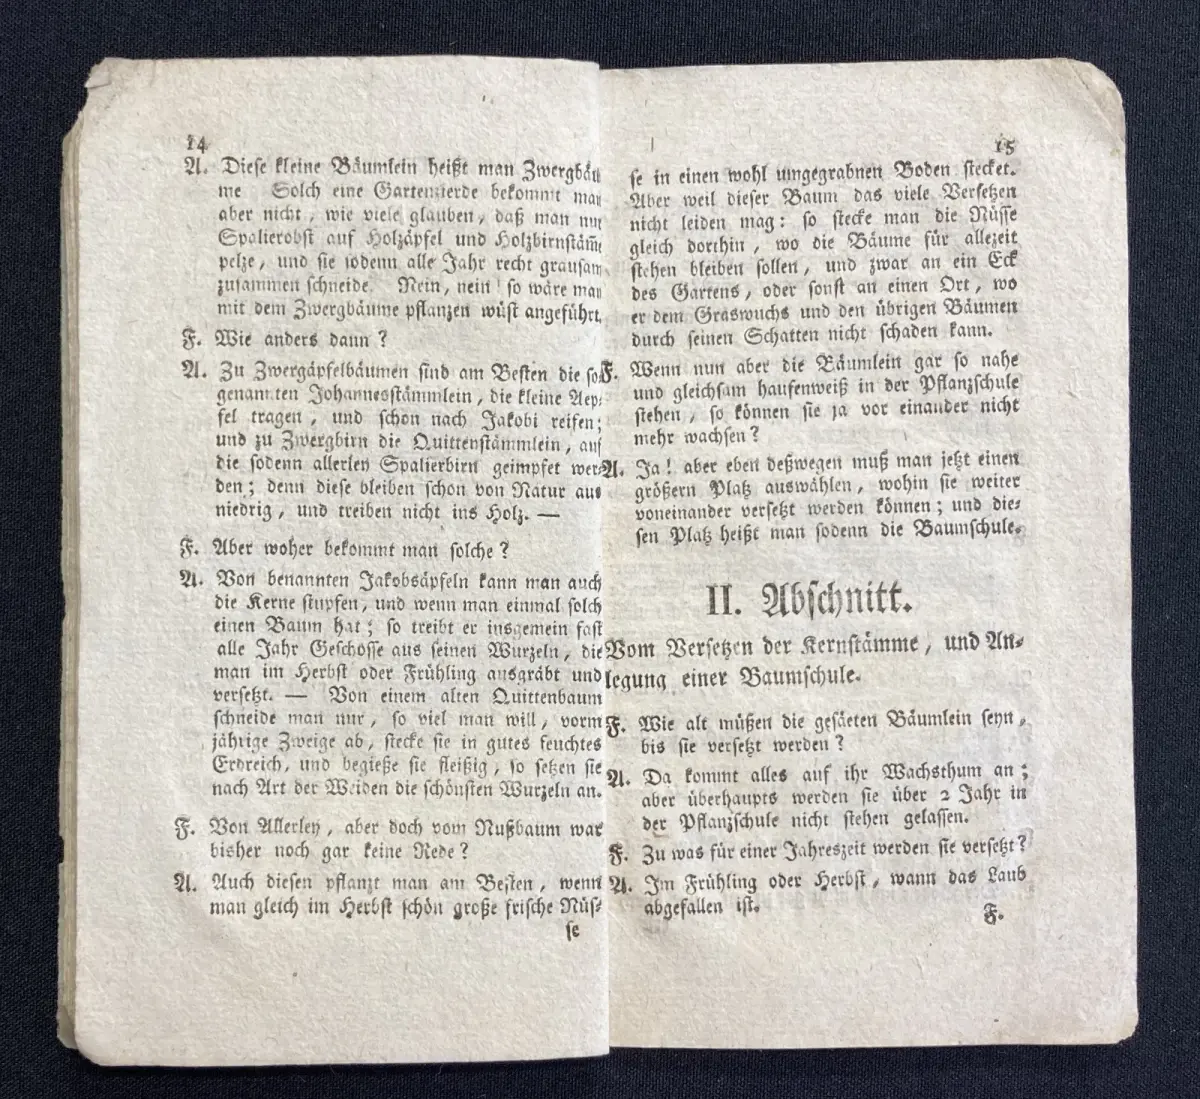 14
A. Diese kleine Bäumlein heißt man Zwergbäu
me Solch eine Gartenzierde bekommt man
aber nicht, wie viele glauben, daß man nur
Spalierobst auf Holzäpfel und Holzbirnstäm̅e
pelze, und sie sodenn alle Jahr recht grausam
zusammen schneide. Nein, nein! so wäre man
mit dem Zwergbäume pflanzen wüst angeführt.
F. Wie anders dann?
A. Zu Zwergäpfelbäumen sind am Besten die so
genannten Johannesstämmlein, die kleine Aep-
fel tragen, und schon nach Jakobi reifen;
und zu Zwergbirn die Quittenstämmlein, auf
die sodenn allerley Spalierbirn geimpfet wer-
den; denn diese bleiben schon von Natur aus
niedrig, und treiben nicht ins Holz. —
F. Aber woher bekommt man solche?
A. Von benannten Jakobsäpfeln kann man auch
die Kerne stupfen, und wenn man einmal solch
einen Baum hat; so treibt er insgemein fast
alle Jahr Geschösse aus seinen Wurzeln, die
man im Herbst oder Frühling ausgräbt und
versetzt. — Von einem alten Quittenbaum
schneide man nur, so viel man will, vorm
jährige Zweige ab, stecke sie in gutes feuchtes
Erdreich, und begieße sie fleißig, so setzen sie
nach Art der Weiden die schönsten Wurzeln an.
F. Von Allerley, aber doch vom Nußbaum war
bisher noch gar keine Rede?
A. Auch diesen pflanzt man am Besten, wenn
man gleich im Herbst schön große frische Nüs-
se
15
se in einen wohl umgegrabnen Boden stecket.
Aber weil dieser Baum das viele Versetzen
nicht leiden mag: so stecke man die Nüsse
gleich dorthin, wo die Bäume für allezeit
stehen bleiben sollen, und zwar an ein Eck
des Gartens, oder sonst an einen Ort, wo
er dem Graswuchs und den übrigen Bäumen
durch seinen Schatten nicht schaden kann.
F. Wenn nun aber die Bäumlein gar so nahe
und gleichsam haufenweiß in der Pflanzschule
stehen, so können sie ja vor einander nicht
mehr wachsen?
A. Ja! aber eben deßwegen muß man jetzt einen
größern Platz auswählen, wohin sie weiter
voneinander versetzt werden können; und die-
sen Platz heißt man sodenn die Baumschule.
II. Abschnitt.
Vom Versetzen der Kernstämme, und An-
legung einer Baumschule.
F. Wie alt müßen die gesäeten Bäumlein seyn,
bis sie versetzt werden?
A. Da kommt alles auf ihr Wachsthum an;
aber überhaupts werden sie über 2 Jahr in
der Pflanzschule nicht stehen gelassen.
F. Zu was für einer Jahreszeit werden sie versetzt?
A. Im Frühling oder Herbst, wann das Laub
abgefallen ist.
F.